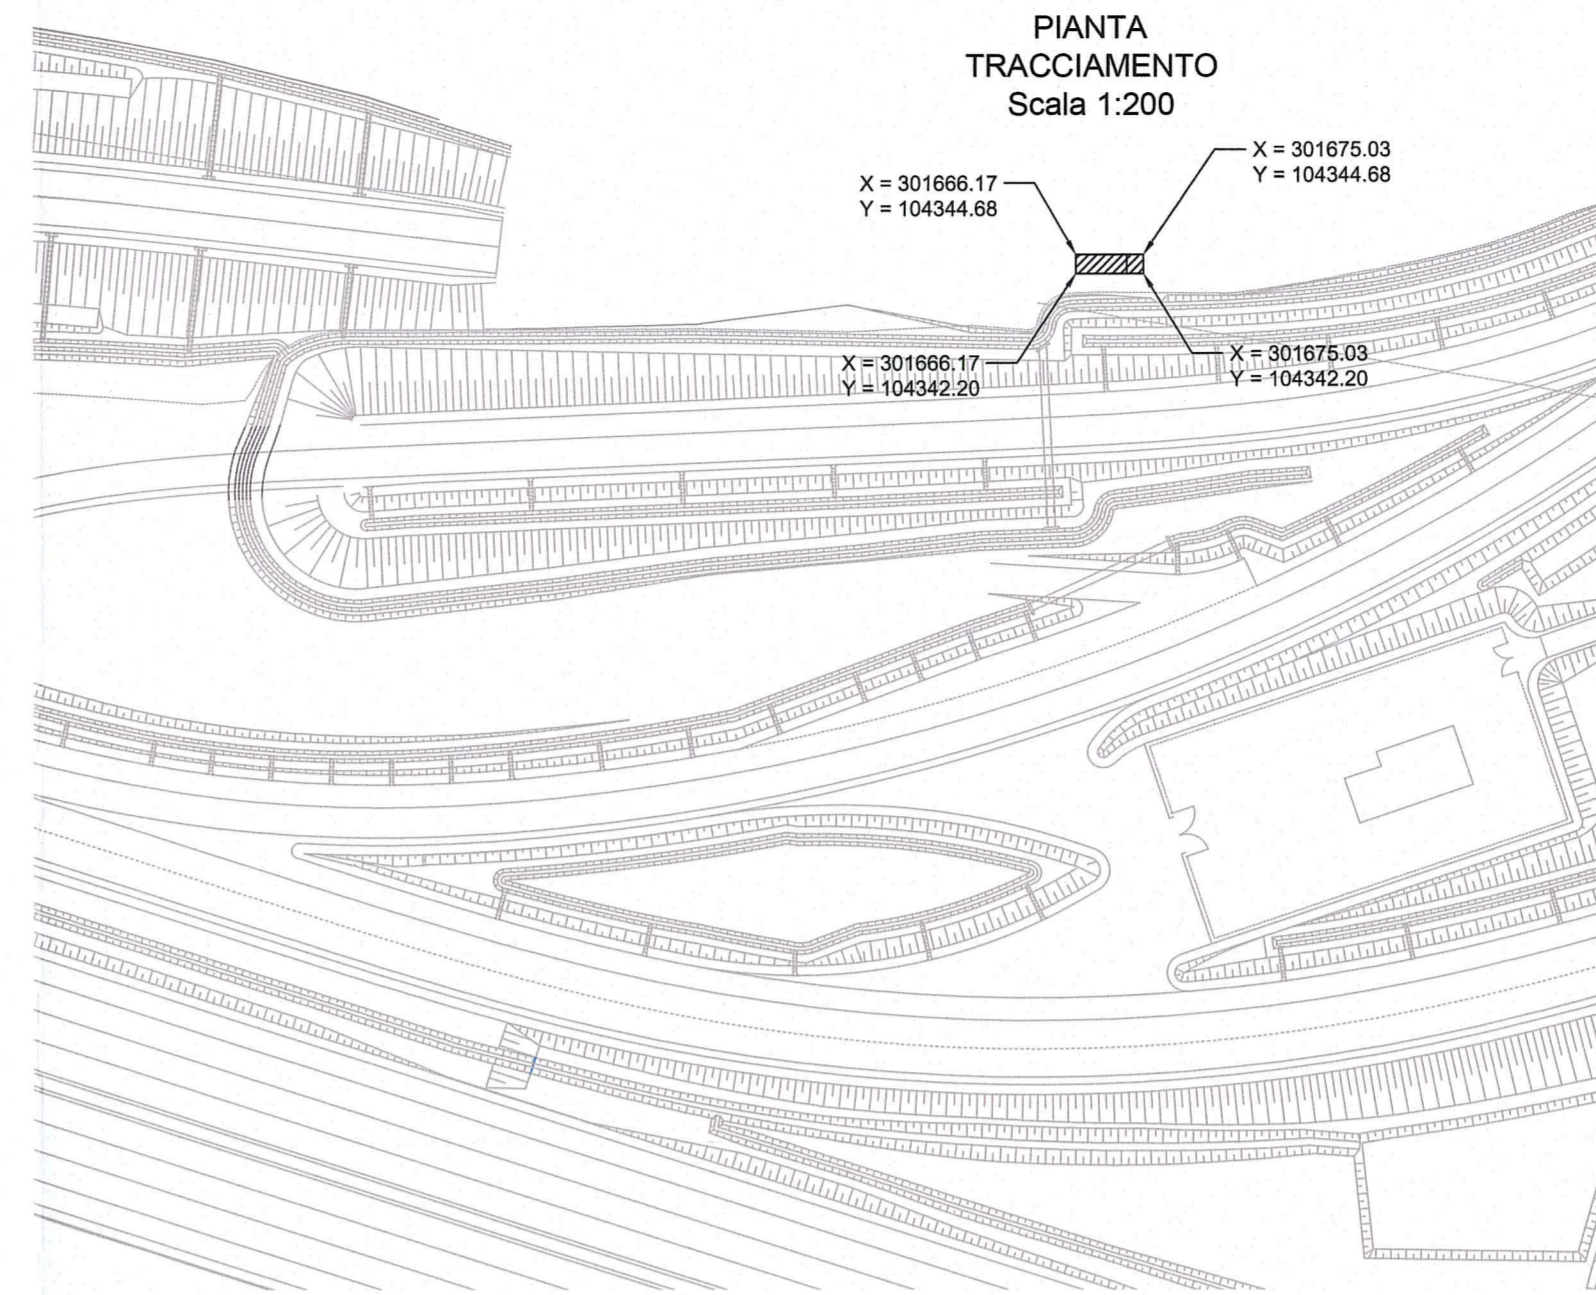 PIANTA
TRACCIAMENTO
Scala 1:200
X = 301675.03
Y = 104344.68
X = 301666.17
Y = 104344.68
X = 301666.17
Y = 104342.20
X = 301675.03
Y = 104342.20